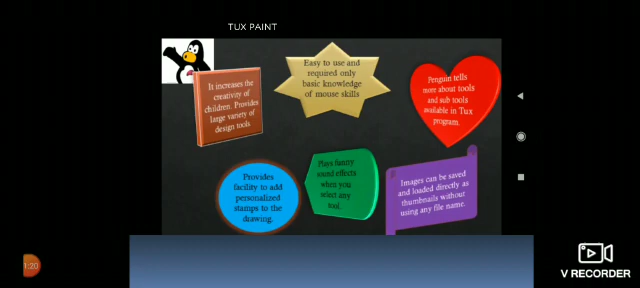 TUX PAINT
It increases the
creativity of
children. Provides
large variety of
design tools.
Easy to use and
required only
basic knowledge
of mouse skills
Penguin tells
more about tools
and sub tools
available in Tux
program.
Provides
facility to add
personalized
stamps to the
drawing.
Plays funny
sound effects
when you
select any
tool.
Images can be saved
and loaded directly as
thumbnails without
using any file name.
1:20
V RECORDER